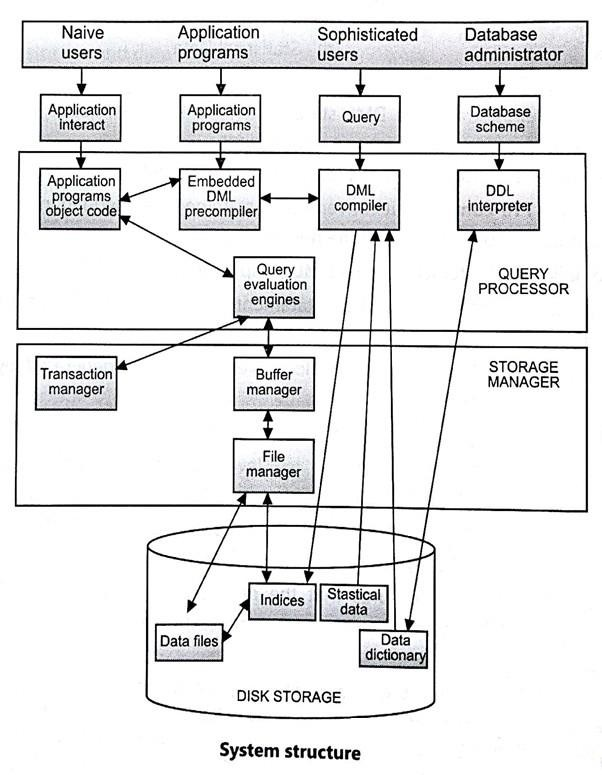 Naive
users
Application
programs
Sophisticated
users
Database
administrator
Application
interact
Application
programs
Query
Database
scheme
Application
programs
object code
Embedded
DML
precompiler
DML
compiler
DDL
interpreter
Query
evaluation
engines
QUERY
PROCESSOR
Transaction
manager
Buffer
manager
STORAGE
MANAGER
File
manager
Indices
Stastical
data
Data files
Data
dictionary
DISK STORAGE
System structure